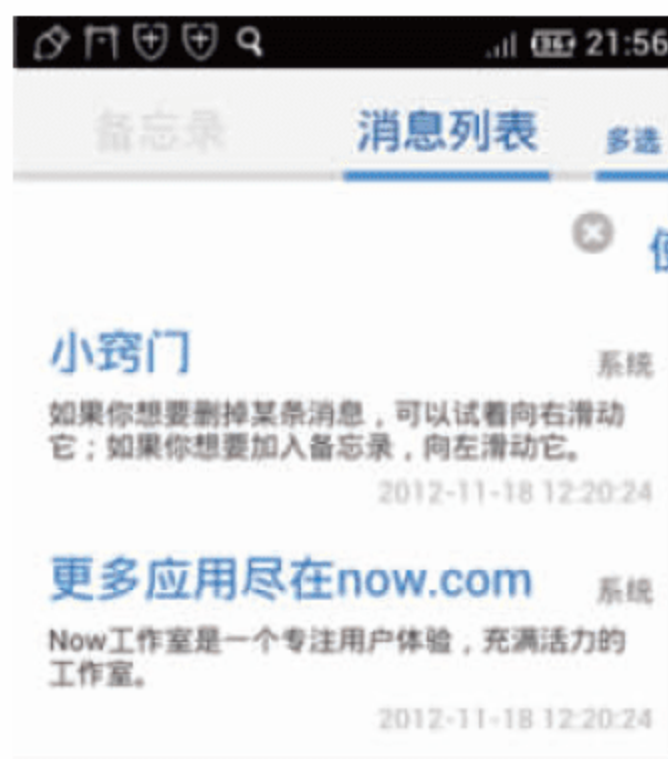 21:56
备忘录 消息列表 多选
小窍门
系统
如果你想要删掉某条消息，可以试着向右滑动
它；如果你想要加入备忘录，向左滑动它。
2012-11-18 12:20:24
更多应用尽在now.com
系统
Now工作室是一个专注用户体验，充满活力的
工作室。
2012-11-18 12:20:24